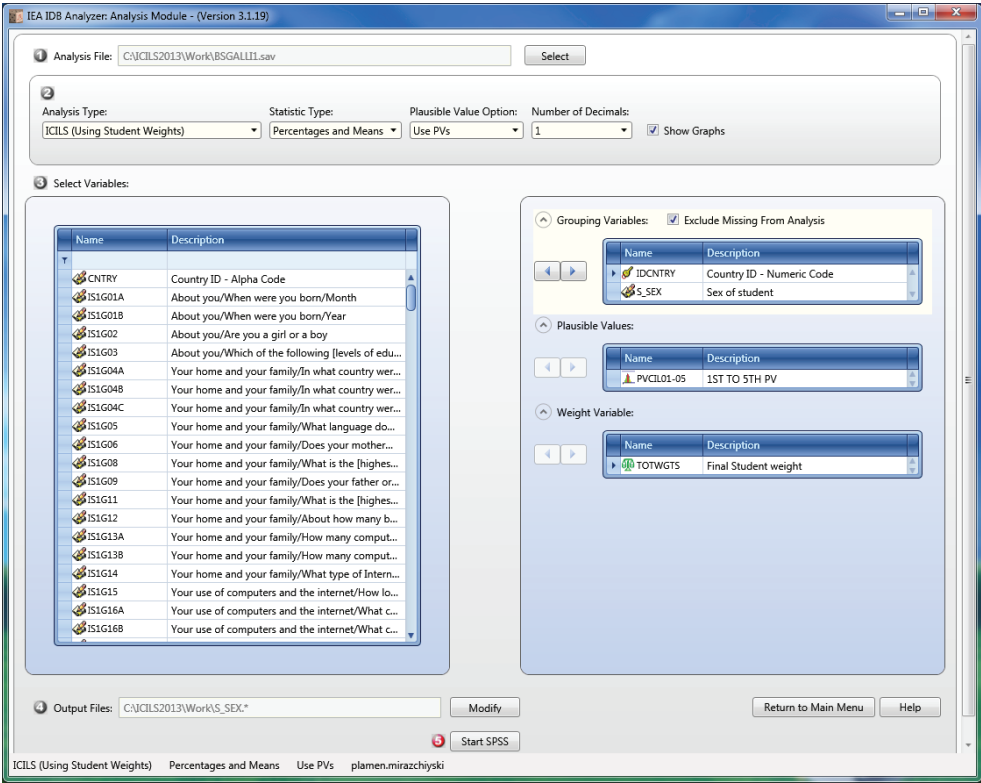 IEA IDB Analyzer: Analysis Module - (Version 3.1.19)
1 Analysis File: C:\ICILS2013\Work\BSGALLI1.sav Select
2
Analysis Type: Statistic Type: Plausible Value Option: Number of Decimals:
ICILS (Using Student Weights) Percentages and Means Use PVs 1 Show Graphs
3 Select Variables:
Name Description
CNTRY Country ID - Alpha Code
IS1G01A About you/When were you born/Month
IS1G01B About you/When were you born/Year
IS1G02 About you/Are you a girl or a boy
IS1G03 About you/Which of the following [levels of edu...
IS1G04A Your home and your family/In what country wer...
IS1G04B Your home and your family/In what country wer...
IS1G04C Your home and your family/In what country wer...
IS1G05 Your home and your family/What language do...
IS1G06 Your home and your family/Does your mother...
IS1G08 Your home and your family/What is the [highes...
IS1G09 Your home and your family/Does your father or...
IS1G11 Your home and your family/What is the [highes...
IS1G12 Your home and your family/About how many b...
IS1G13A Your home and your family/How many comput...
IS1G13B Your home and your family/How many comput...
IS1G14 Your home and your family/What type of Intern...
IS1G15 Your use of computers and the internet/How lo...
IS1G16A Your use of computers and the internet/What c...
IS1G16B Your use of computers and the internet/What c...
Grouping Variables: Exclude Missing From Analysis
Name Description
IDCNTRY Country ID - Numeric Code
S_SEX Sex of student
Plausible Values:
Name Description
PVCIL01-05 1ST TO 5TH PV
Weight Variable:
Name Description
TOTWGTS Final Student weight
4 Output Files: C:\ICILS2013\Work\S_SEX.* Modify Return to Main Menu Help
5 Start SPSS
ICILS (Using Student Weights) Percentages and Means Use PVs plamen.mirazchiyski